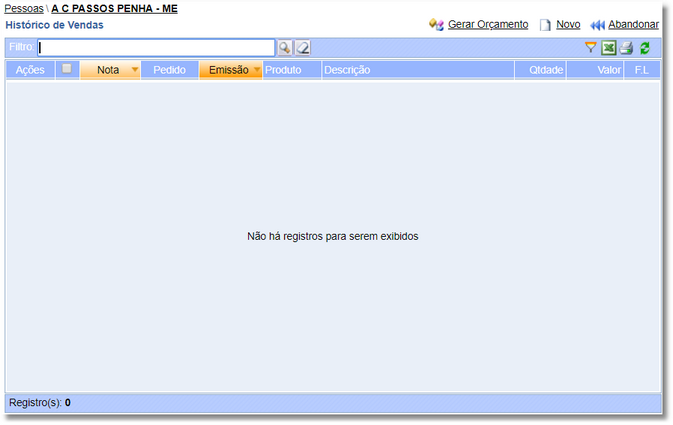 Pessoas \ A C PASSOS PENHA - ME
Histórico de Vendas
Gerar Orçamento Novo Abandonar
Filtro:
Ações Nota Pedido Emissão Produto Descrição Qtdade Valor F.L
Não há registros para serem exibidos
Registro(s): 0